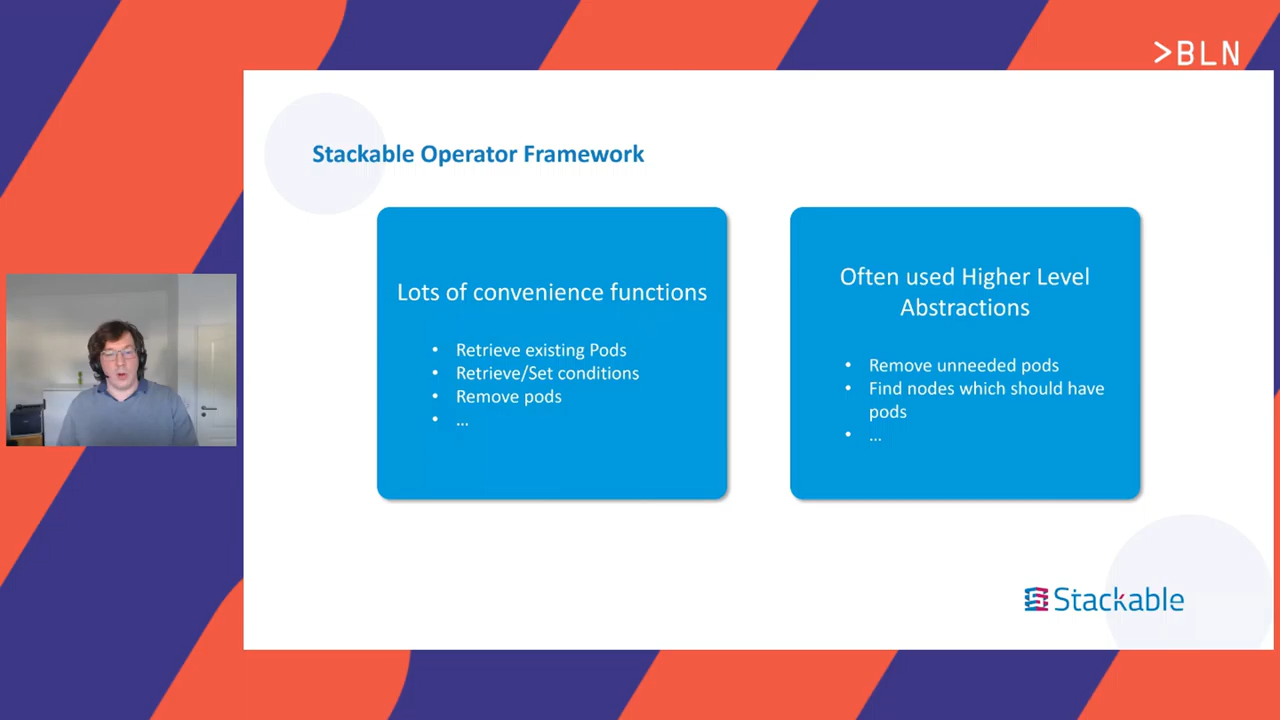 >BLN
Stackable Operator Framework
Lots of convenience functions
• Retrieve existing Pods
• Retrieve/Set conditions
• Remove pods
• ...
Often used Higher Level
Abstractions
• Remove unneeded pods
• Find nodes which should have
pods
• ...
Stackable